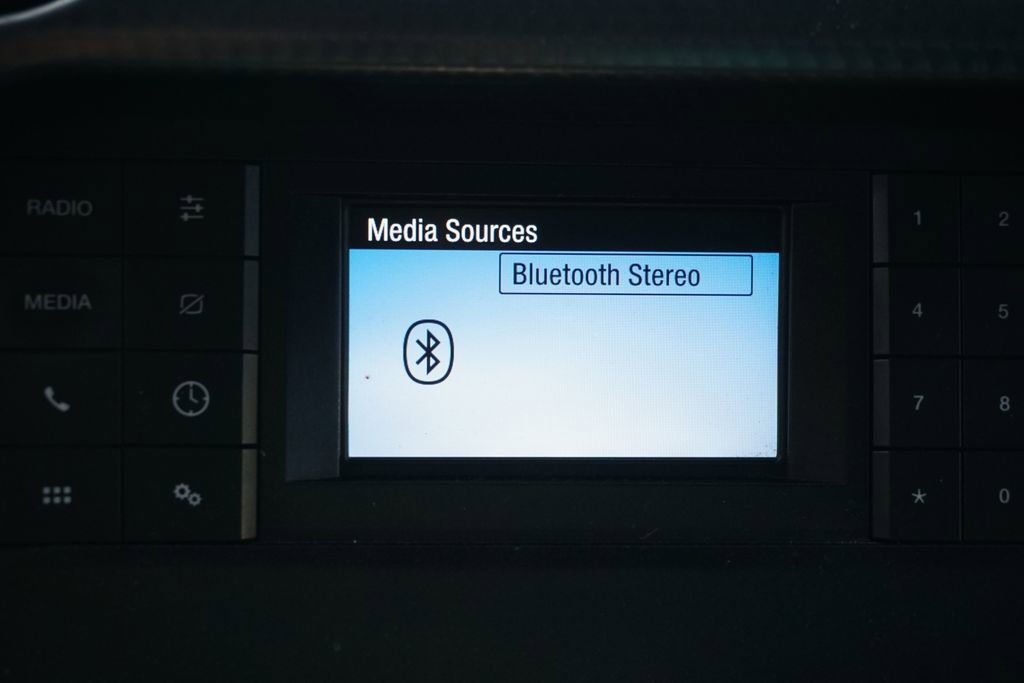 RADIO
Media Sources
1
2
Bluetooth Stereo
MEDIA
4
5
7
8
*
0